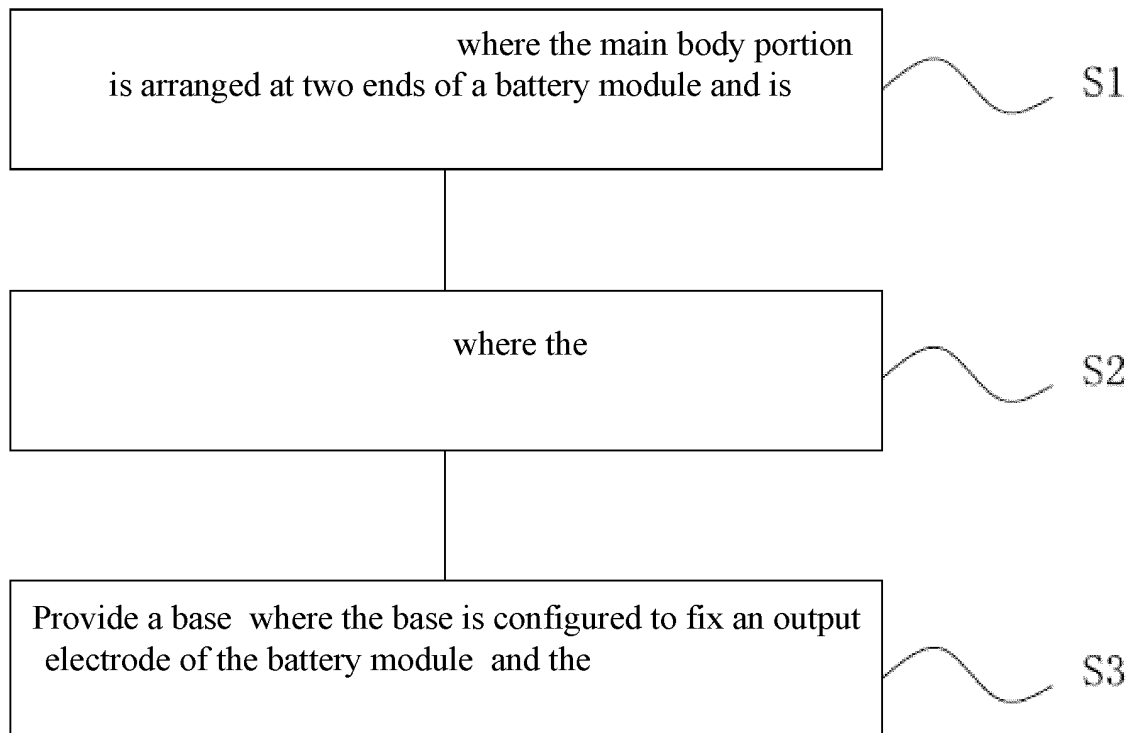 where the main body portion
is arranged at two ends of a battery module and is
S1
where the
S2
Provide a base where the base is configured to fix an output
electrode of the battery module and the
S3